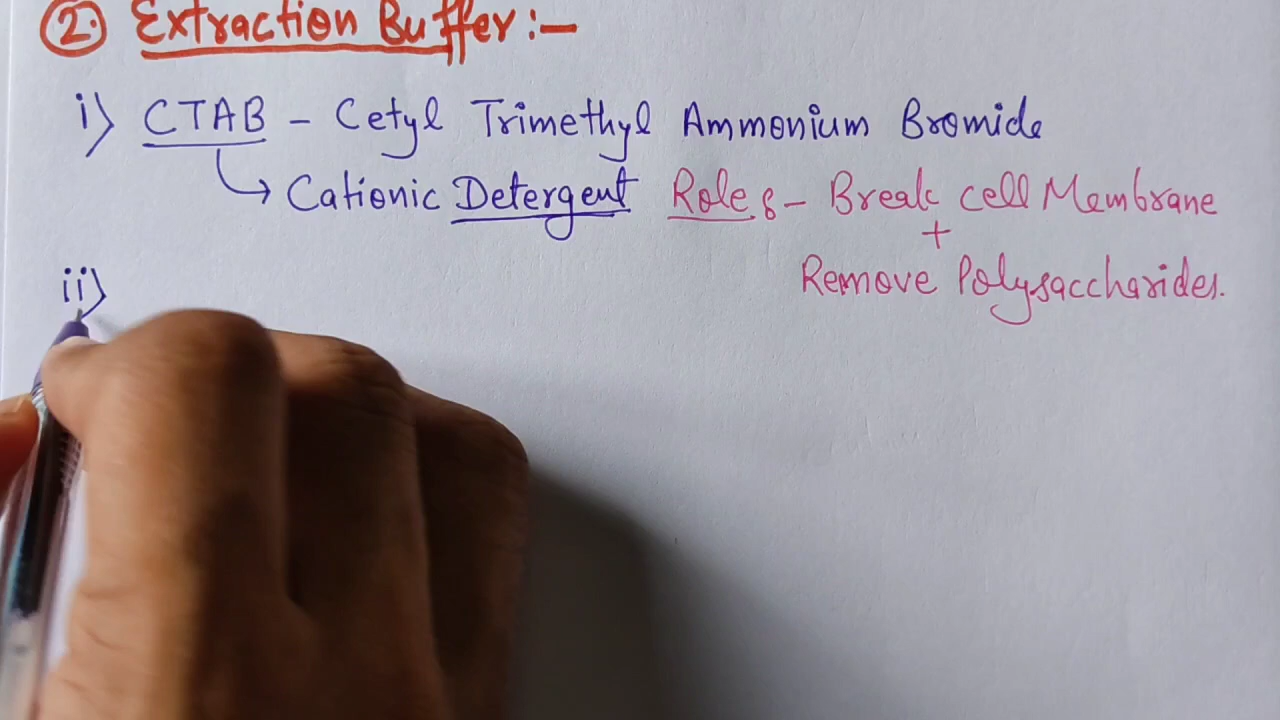 2. Extraction Buffer :-
i) CTAB - Cetyl Trimethyl Ammonium Bromide
↳ Cationic Detergent Role :- Break cell Membrane
+
Remove Polysaccharides.
ii)